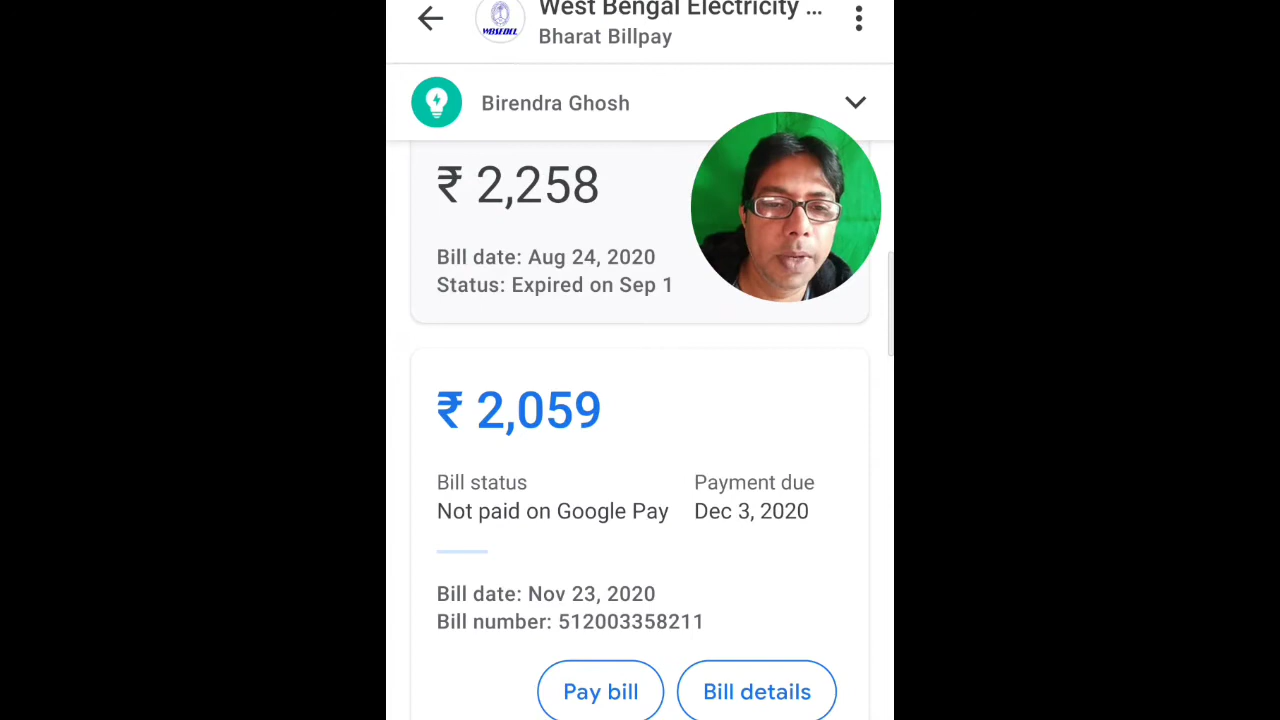 West Bengal Electricity ...
WBSEDCL
Bharat Billpay
Birendra Ghosh
₹ 2,258
Bill date: Aug 24, 2020
Status: Expired on Sep 1
₹ 2,059
Bill status
Payment due
Not paid on Google Pay
Dec 3, 2020
Bill date: Nov 23, 2020
Bill number: 512003358211
Pay bill
Bill details